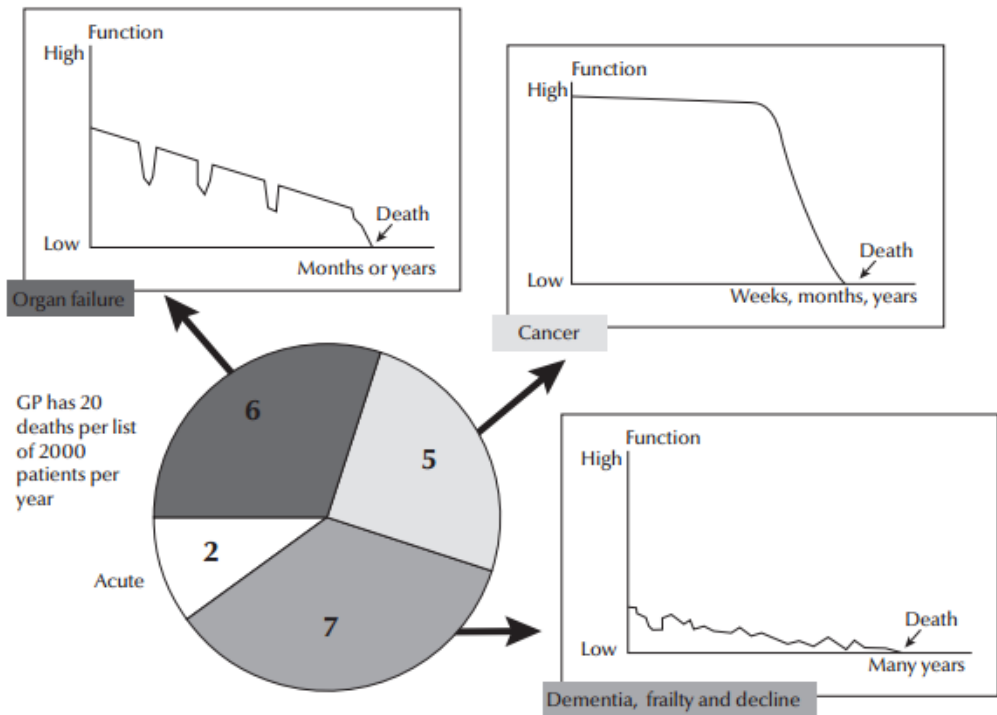 Function
High
Low
Death
Months or years
Organ failure
Function
High
Low
Death
Weeks, months, years
Cancer
GP has 20
deaths per list
of 2000
patients per
year
6
5
2
7
Acute
Function
High
Low
Death
Many years
Dementia, frailty and decline